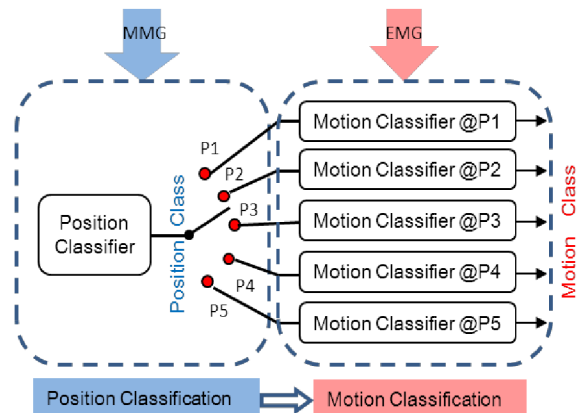 MMG
EMG
P1
P2
P3
P4
P5
Position
Classifier
Position Class
Motion Classifier @P1
Motion Classifier @P2
Motion Classifier @P3
Motion Classifier @P4
Motion Classifier @P5
Motion Class
Position Classification
Motion Classification